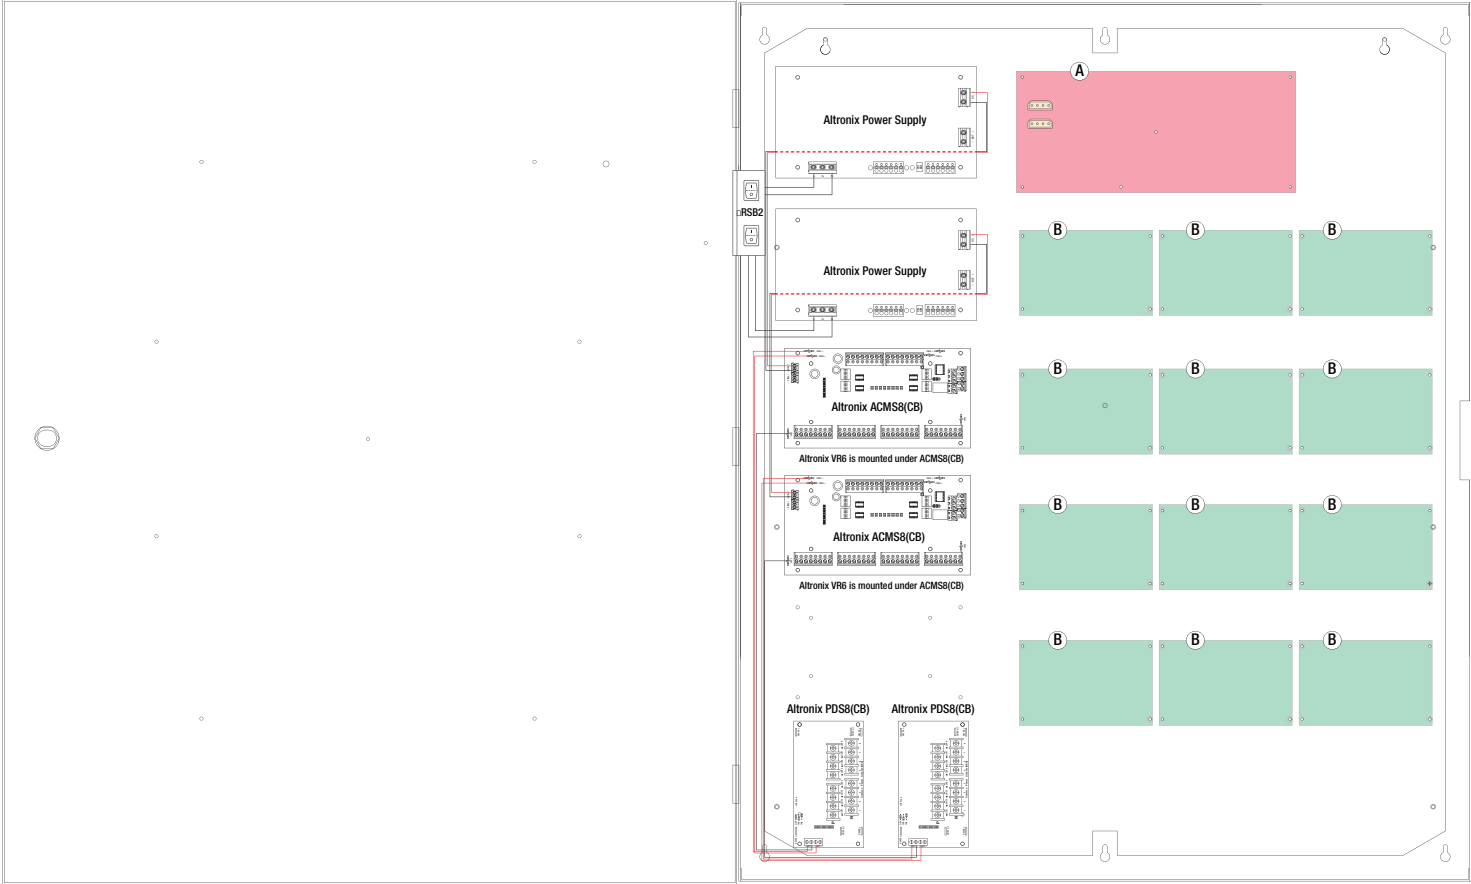 A
Altronix Power Supply
RSB2
B
B
B
Altronix Power Supply
B
B
B
Altronix ACMS8(CB)
Altronix VR6 is mounted under ACMS8(CB)
B
B
B
Altronix ACMS8(CB)
Altronix VR6 is mounted under ACMS8(CB)
B
B
B
Altronix PDS8(CB)
Altronix PDS8(CB)